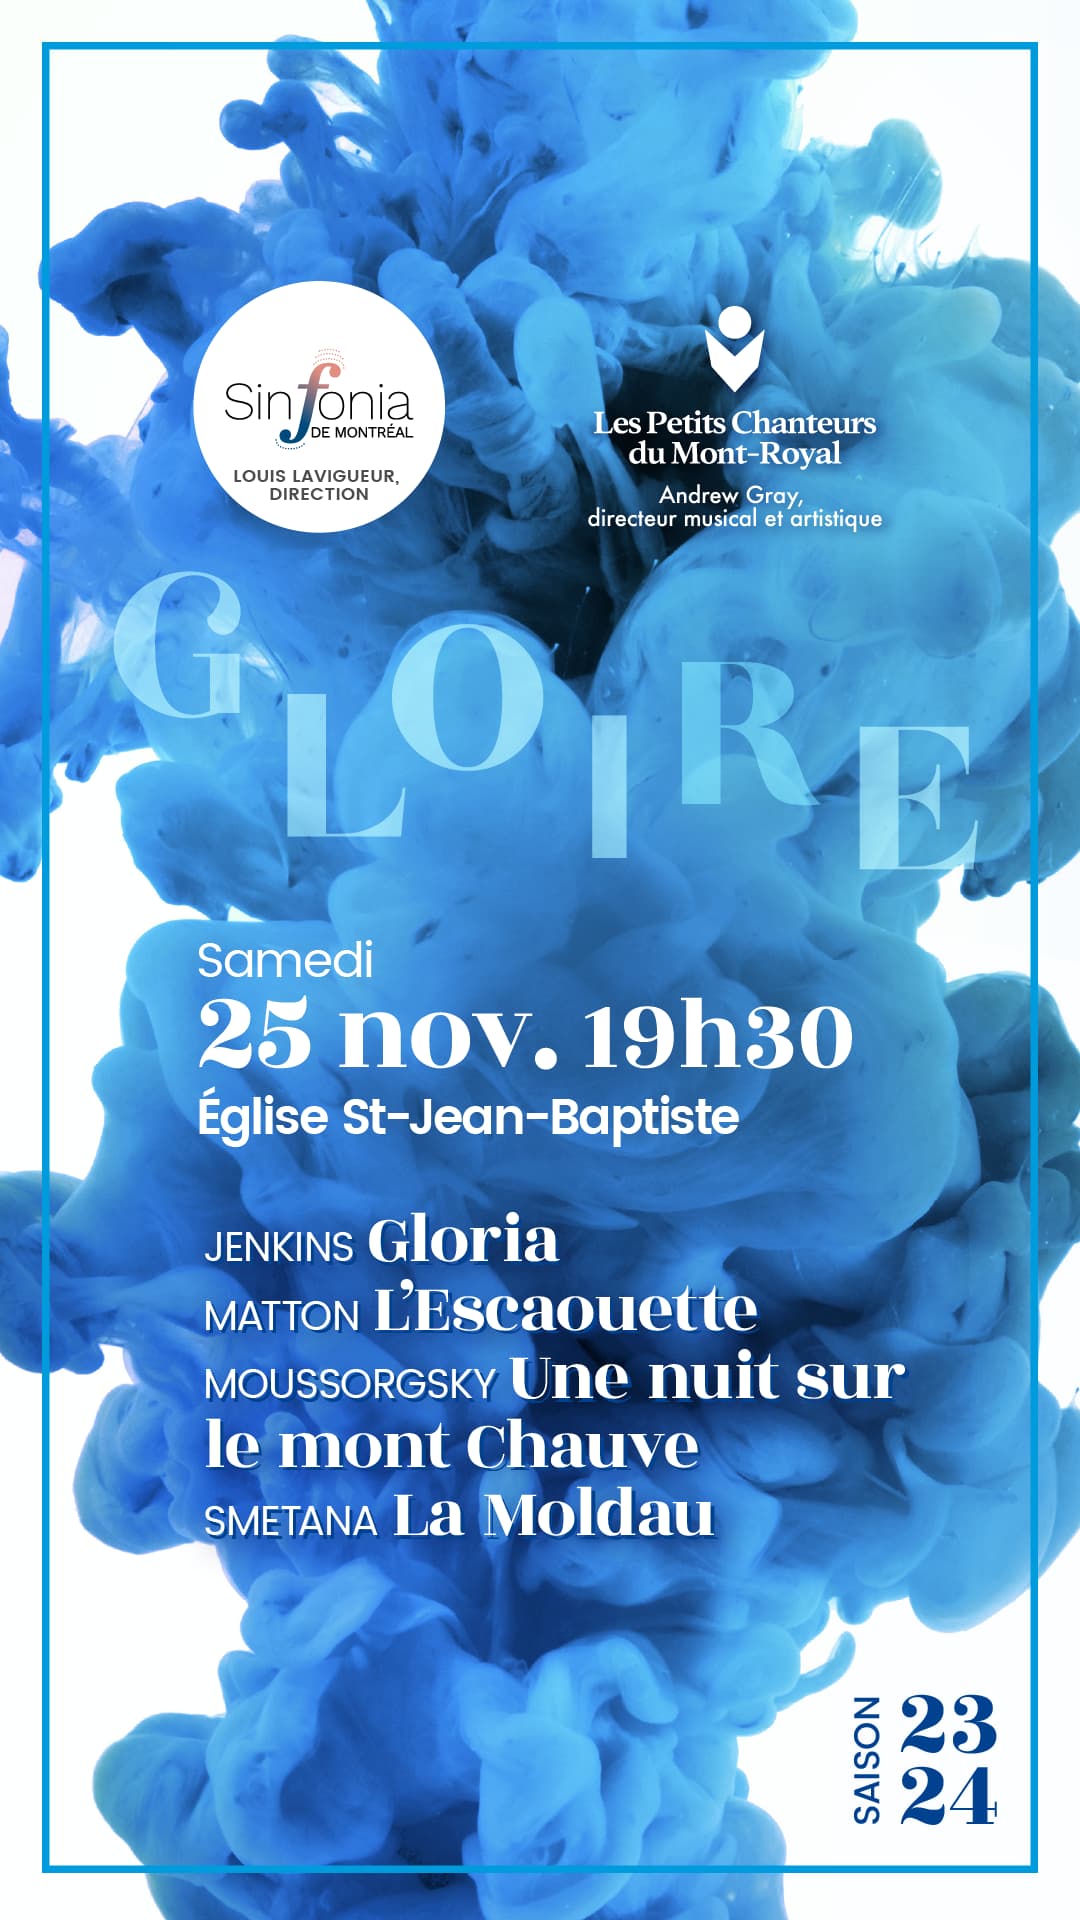 Sinfonia
DE MONTRÉAL
LOUIS LAVIGUEUR,
DIRECTION
Les Petits Chanteurs
du Mont-Royal
Andrew Gray,
directeur musical et artistique
GLOIRE
Samedi
25 nov. 19h30
Église St-Jean-Baptiste
JENKINS Gloria
MATTON L'Escaouette
MOUSSORGSKY Une nuit sur
le mont Chauve
SMETANA La Moldau
SAISON
23
24